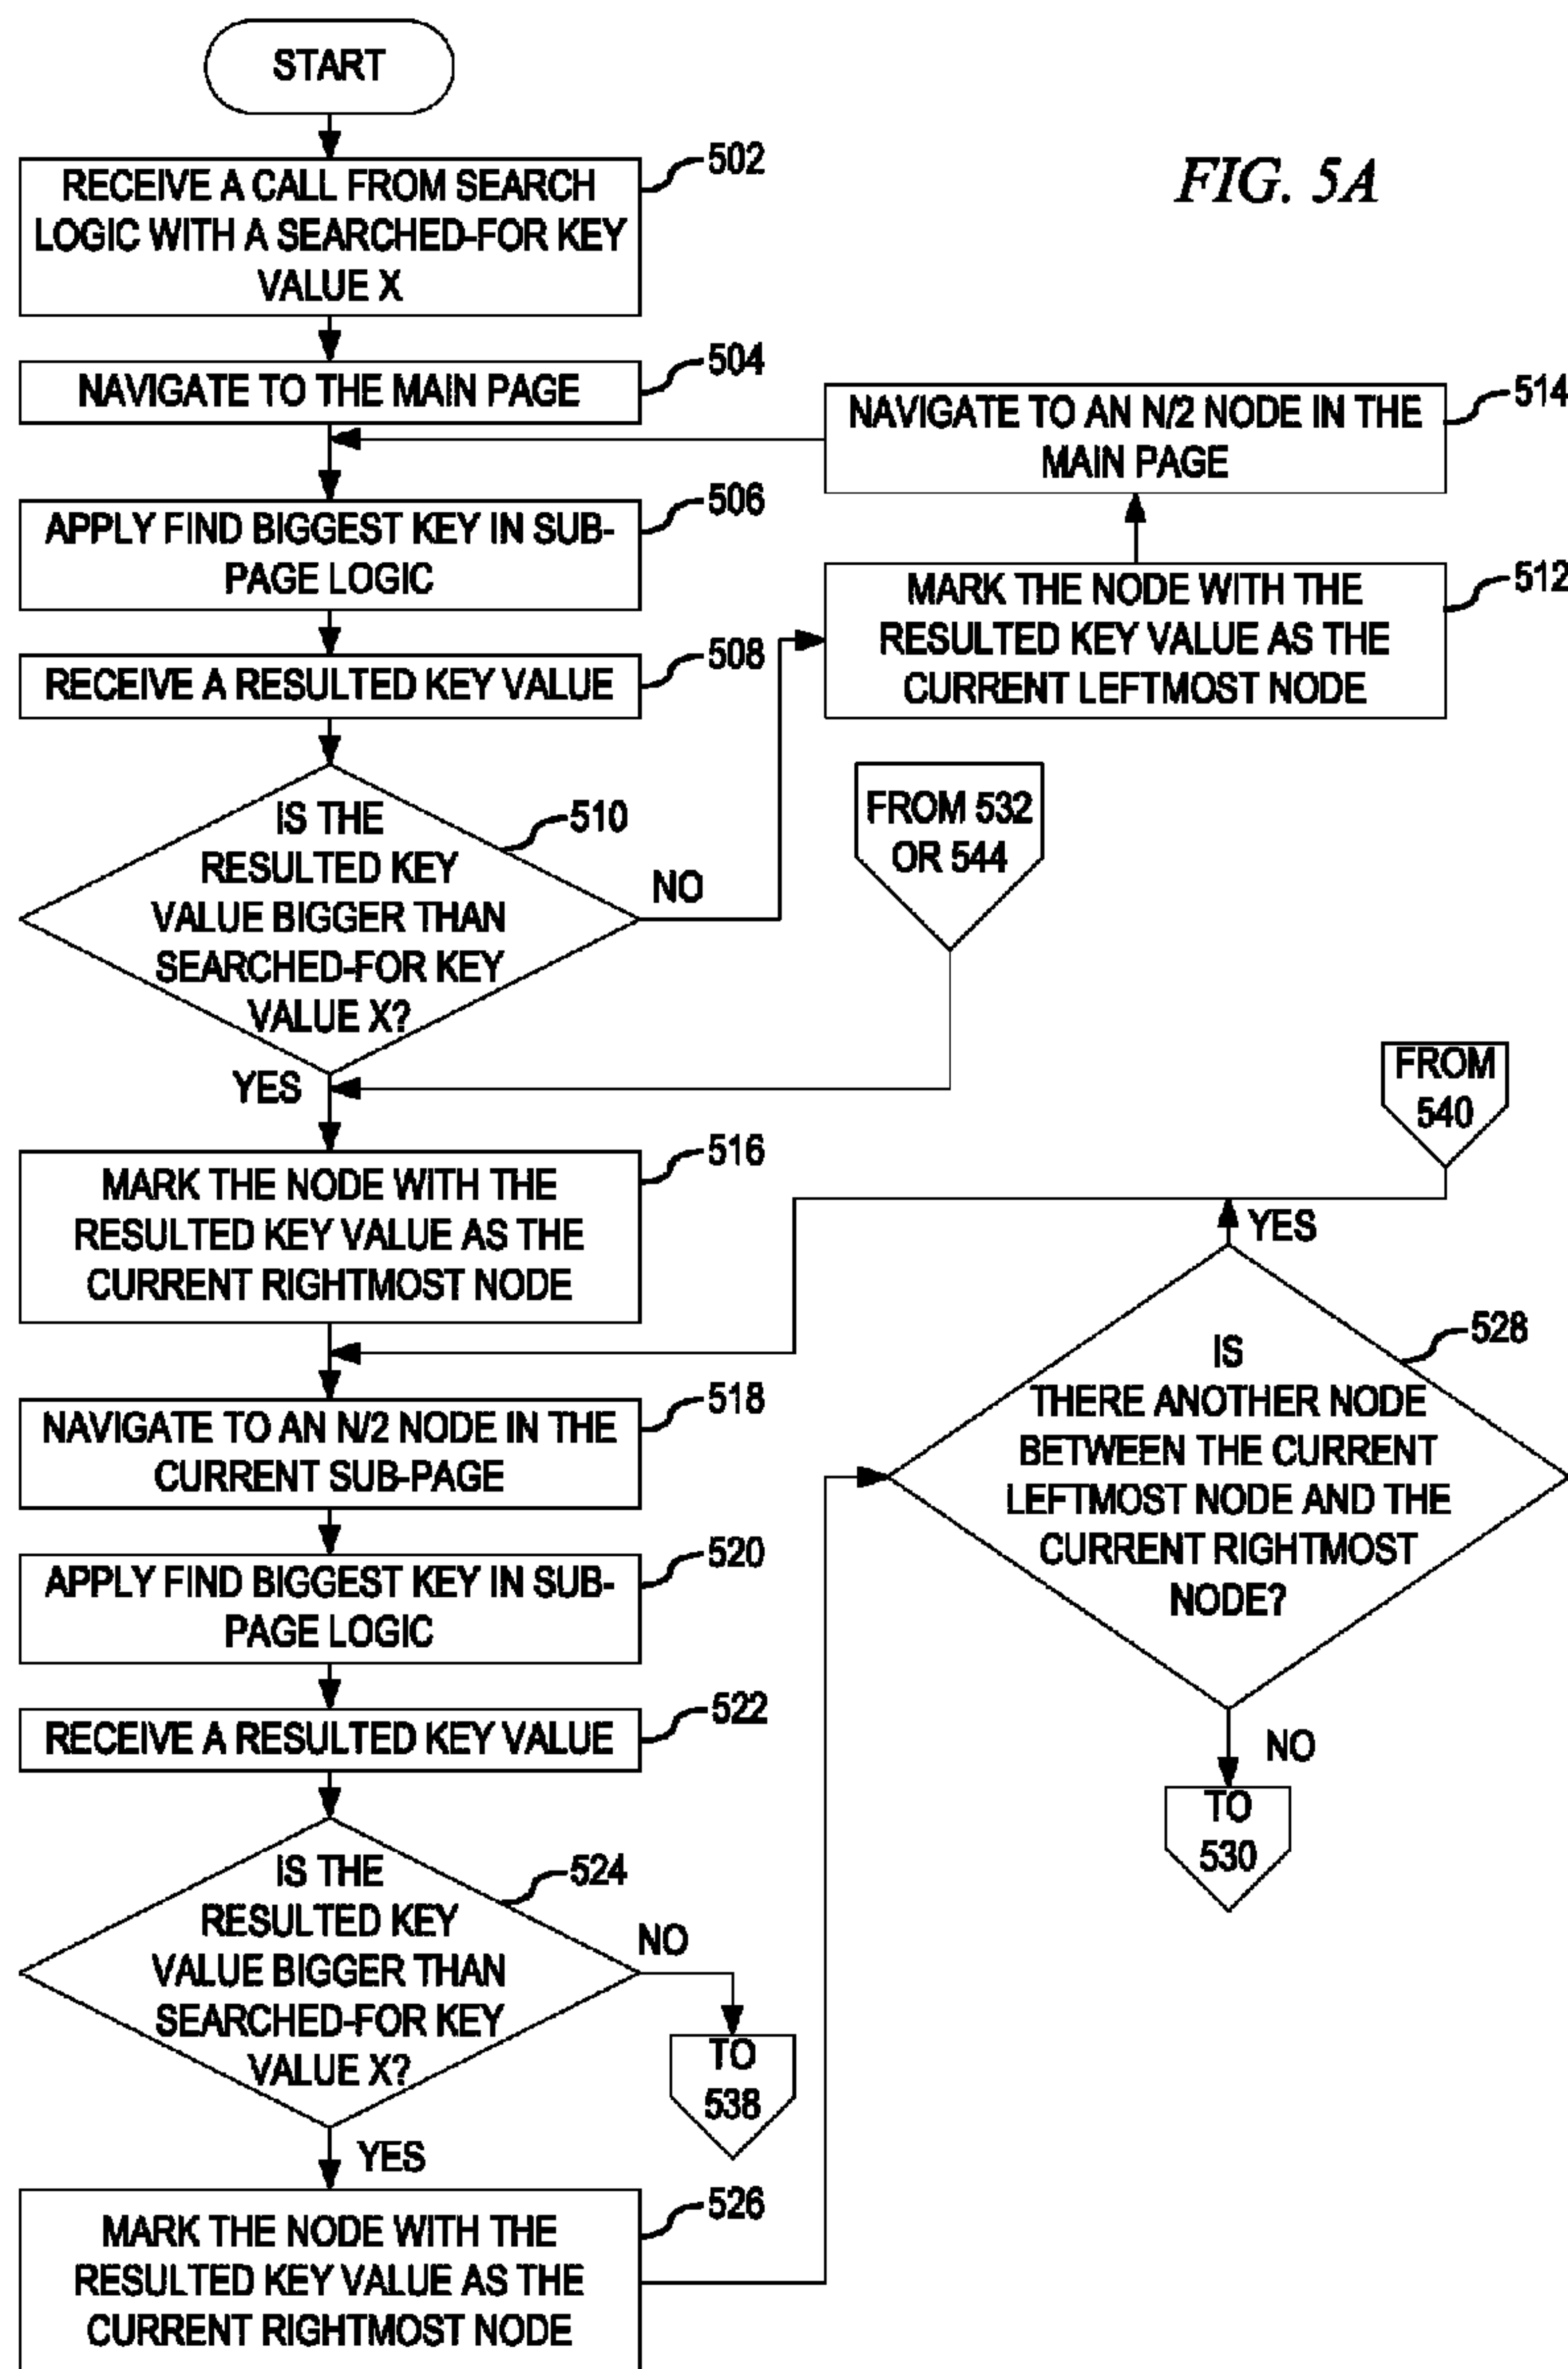 START
FIG. 5A
502
RECEIVE A CALL FROM SEARCH
LOGIC WITH A SEARCHED-FOR KEY
VALUE X
504
NAVIGATE TO THE MAIN PAGE
514
NAVIGATE TO AN N/2 NODE IN THE
MAIN PAGE
506
APPLY FIND BIGGEST KEY IN SUB-
PAGE LOGIC
512
MARK THE NODE WITH THE
RESULTED KEY VALUE AS THE
CURRENT LEFTMOST NODE
508
RECEIVE A RESULTED KEY VALUE
510
IS THE
RESULTED KEY
VALUE BIGGER THAN
SEARCHED-FOR KEY
VALUE X?
NO
FROM 532
OR 544
YES
FROM
540
516
MARK THE NODE WITH THE
RESULTED KEY VALUE AS THE
CURRENT RIGHTMOST NODE
YES
528
IS
THERE ANOTHER NODE
BETWEEN THE CURRENT
LEFTMOST NODE AND THE
CURRENT RIGHTMOST
NODE?
518
NAVIGATE TO AN N/2 NODE IN THE
CURRENT SUB-PAGE
520
APPLY FIND BIGGEST KEY IN SUB-
PAGE LOGIC
522
RECEIVE A RESULTED KEY VALUE
NO
TO
530
524
IS THE
RESULTED KEY
VALUE BIGGER THAN
SEARCHED-FOR KEY
VALUE X?
NO
TO
538
YES
526
MARK THE NODE WITH THE
RESULTED KEY VALUE AS THE
CURRENT RIGHTMOST NODE